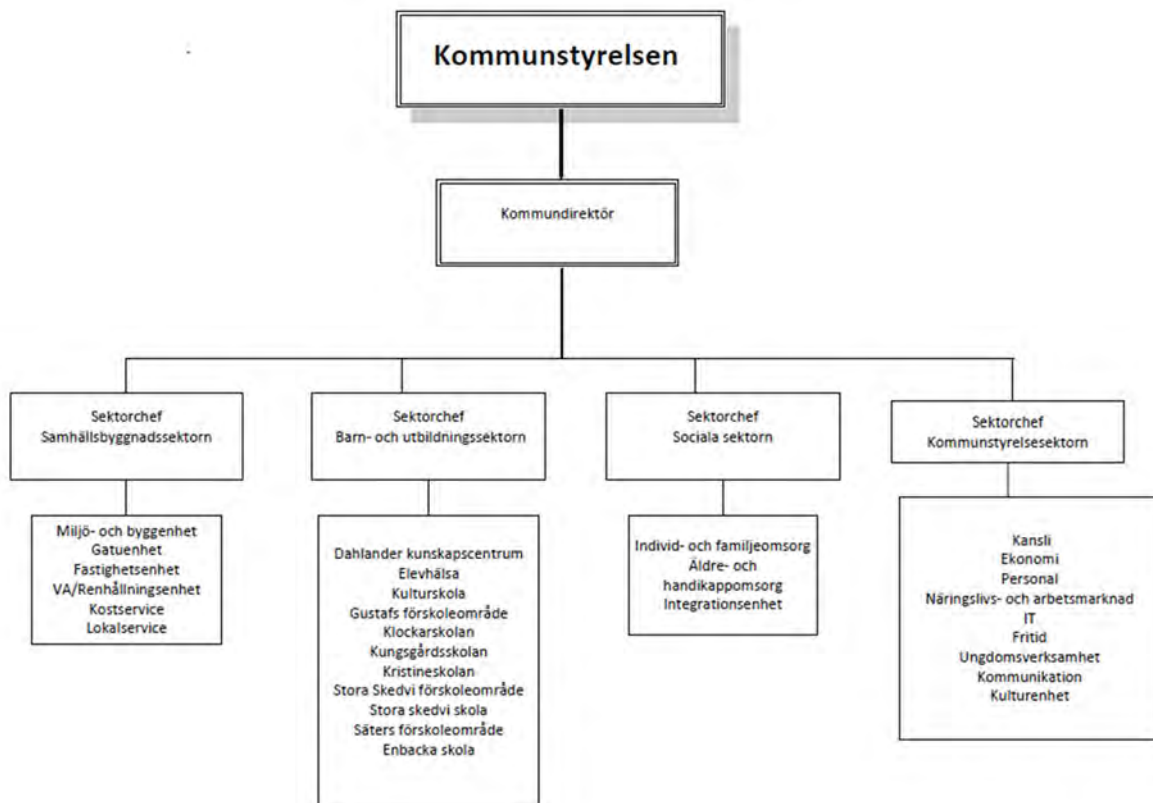 Kommunstyrelsen
Kommundirektör
Sektorchef
Samhällsbyggnadssektorn
Sektorchef
Barn- och utbildningssektorn
Sektorchef
Sociala sektorn
Sektorchef
Kommunstyrelsesektorn
Miljö- och byggenhet
Gatuenhet
Fastighetsenhet
VA/Renhållningsenhet
Kostservice
Lokalservice
Dahlander kunskapscentrum
Elevhälsa
Kulturskola
Gustafs förskoleområde
Klockarskolan
Kungsgårdsskolan
Kristineskolan
Stora Skedvi förskoleområde
Stora skedvi skola
Säters förskoleområde
Enbacka skola
Individ- och familjeomsorg
Äldre- och
handikappomsorg
Integrationsenhet
Kansli
Ekonomi
Personal
Näringslivs- och arbetsmarknad
IT
Fritid
Ungdomsverksamhet
Kommunikation
Kulturenhet